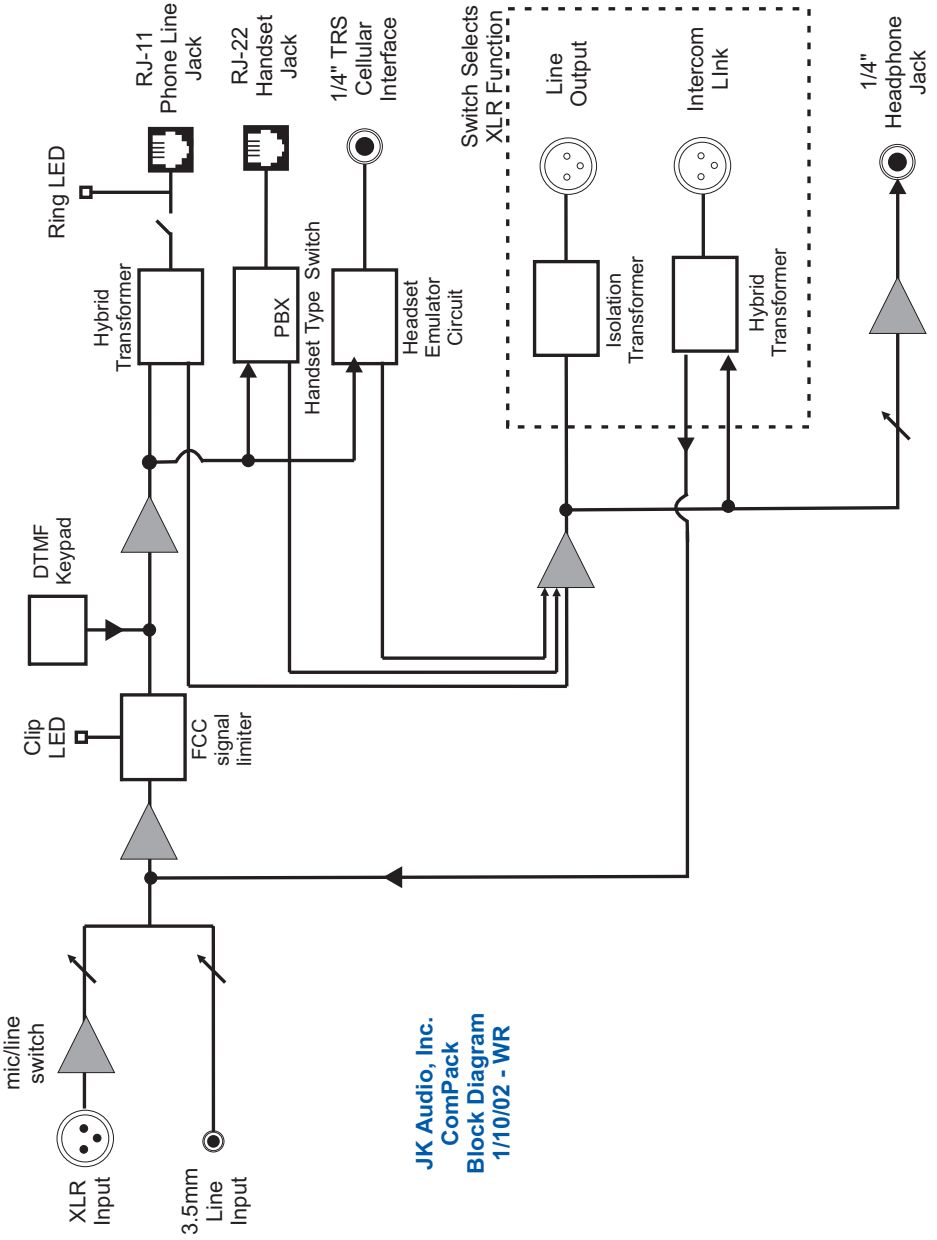 mic/line
switch
XLR
Input
3.5mm
Line
Input
Clip
LED
FCC
signal
limiter
DTMF
Keypad
Ring LED
Hybrid
Transformer
RJ-11
Phone Line
Jack
PBX
Handset Type Switch
RJ-22
Handset
Jack
Headset
Emulator
Circuit
1/4" TRS
Cellular
Interface
Switch Selects
XLR Function
Isolation
Transformer
Line
Output
Hybrid
Transformer
Intercom
LInk
1/4"
Headphone
Jack
JK Audio, Inc.
ComPack
Block Diagram
1/10/02 - WR